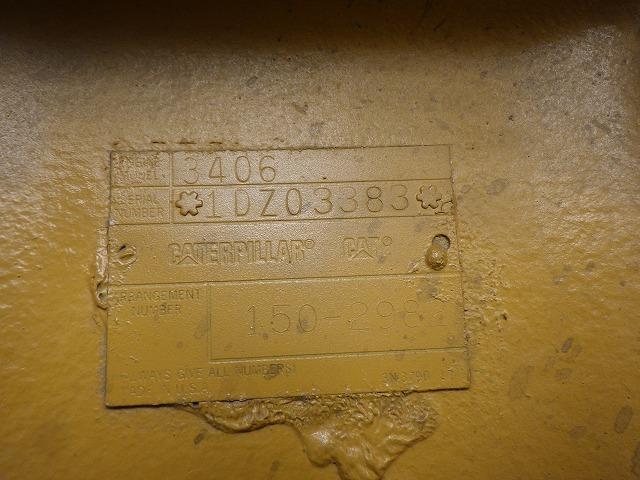 ENGINE MODEL 3406
SERIAL NUMBER *1DZ03383*
CATERPILLAR® CAT®
ARRANGEMENT NUMBER 150-298
ALWAYS GIVE ALL NUMBERS
U.S.A.